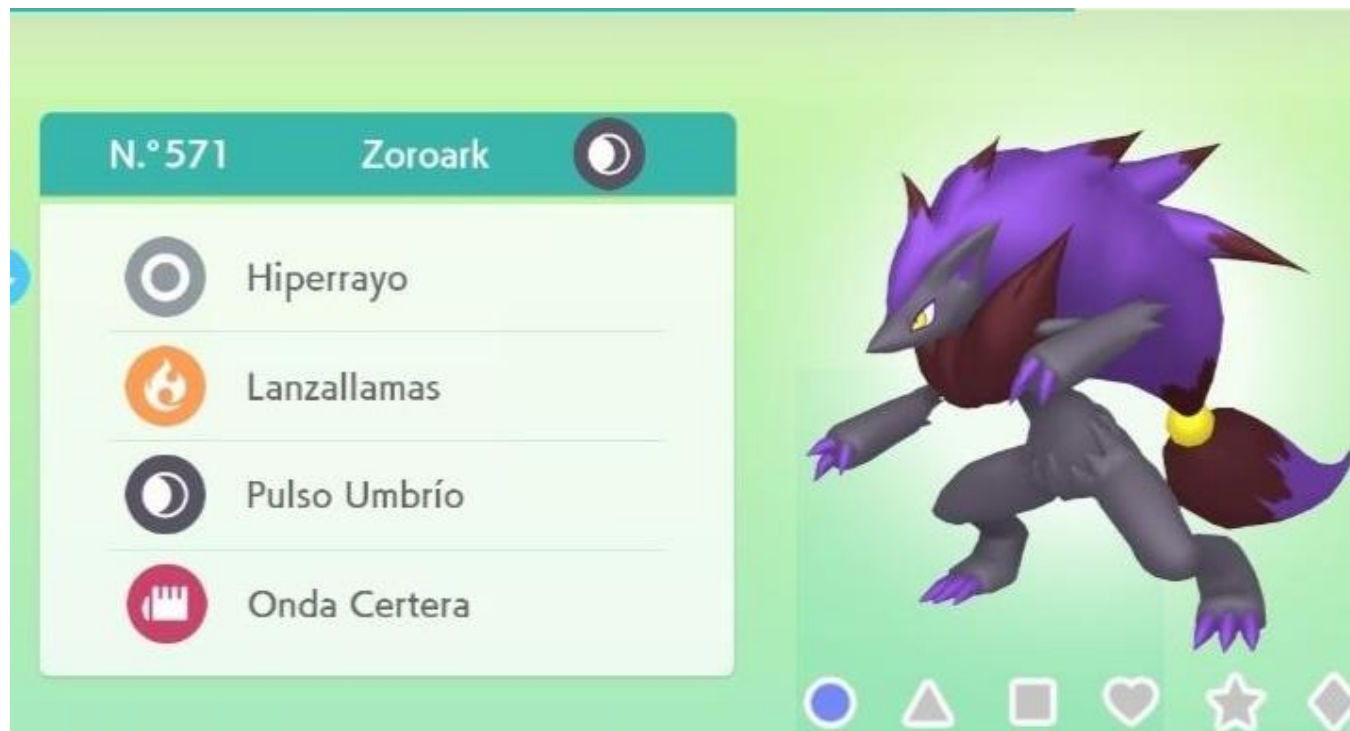 N.° 571 Zoroark
Hiperrayo
Lanzallamas
Pulso Umbrío
Onda Certera